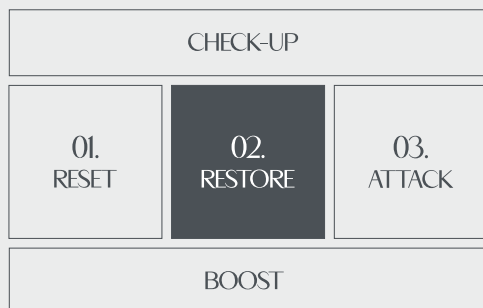 CHECK-UP
01.
RESET
02.
RESTORE
03.
ATTACK
BOOST